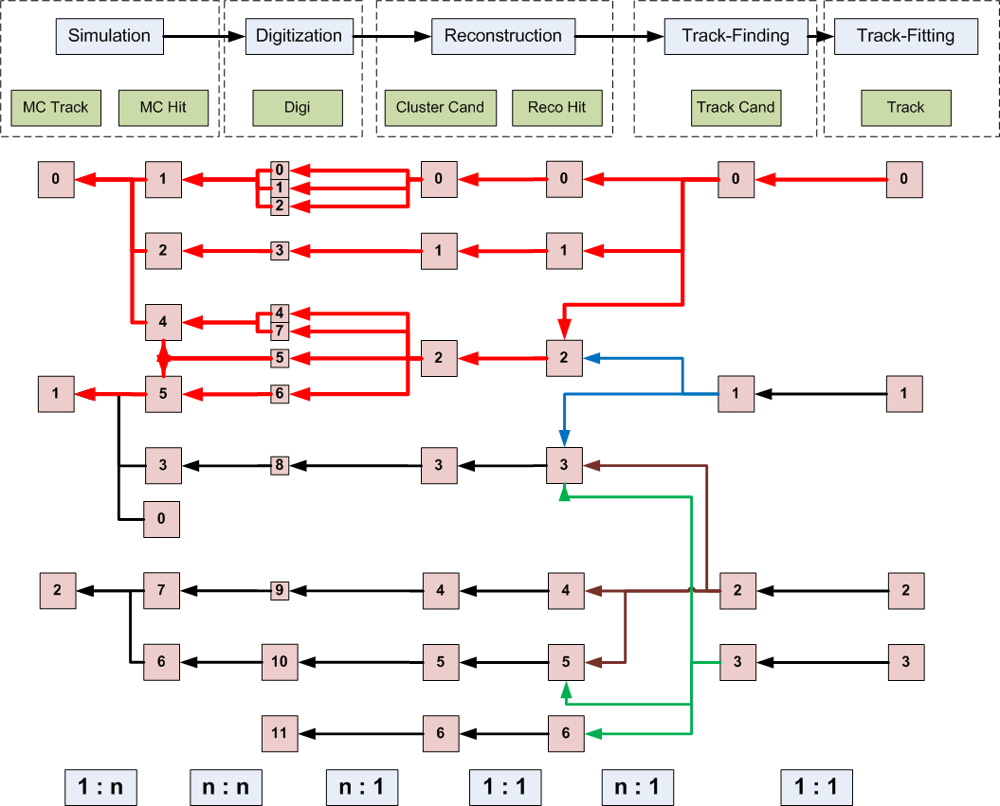 Simulation Digitization Reconstruction Track-Finding Track-Fitting
MC Track MC Hit Digi Cluster Cand Reco Hit Track Cand Track
0 1 0 0 0 0 0
1
2
2 3 1 1
4 4
7
5 2 2
1 5 6 1 1
3 8 3 3
0
2 7 9 4 4 2 2
6 10 5 5 3 3
11 6 6
1 : n n : n n : 1 1 : 1 n : 1 1 : 1